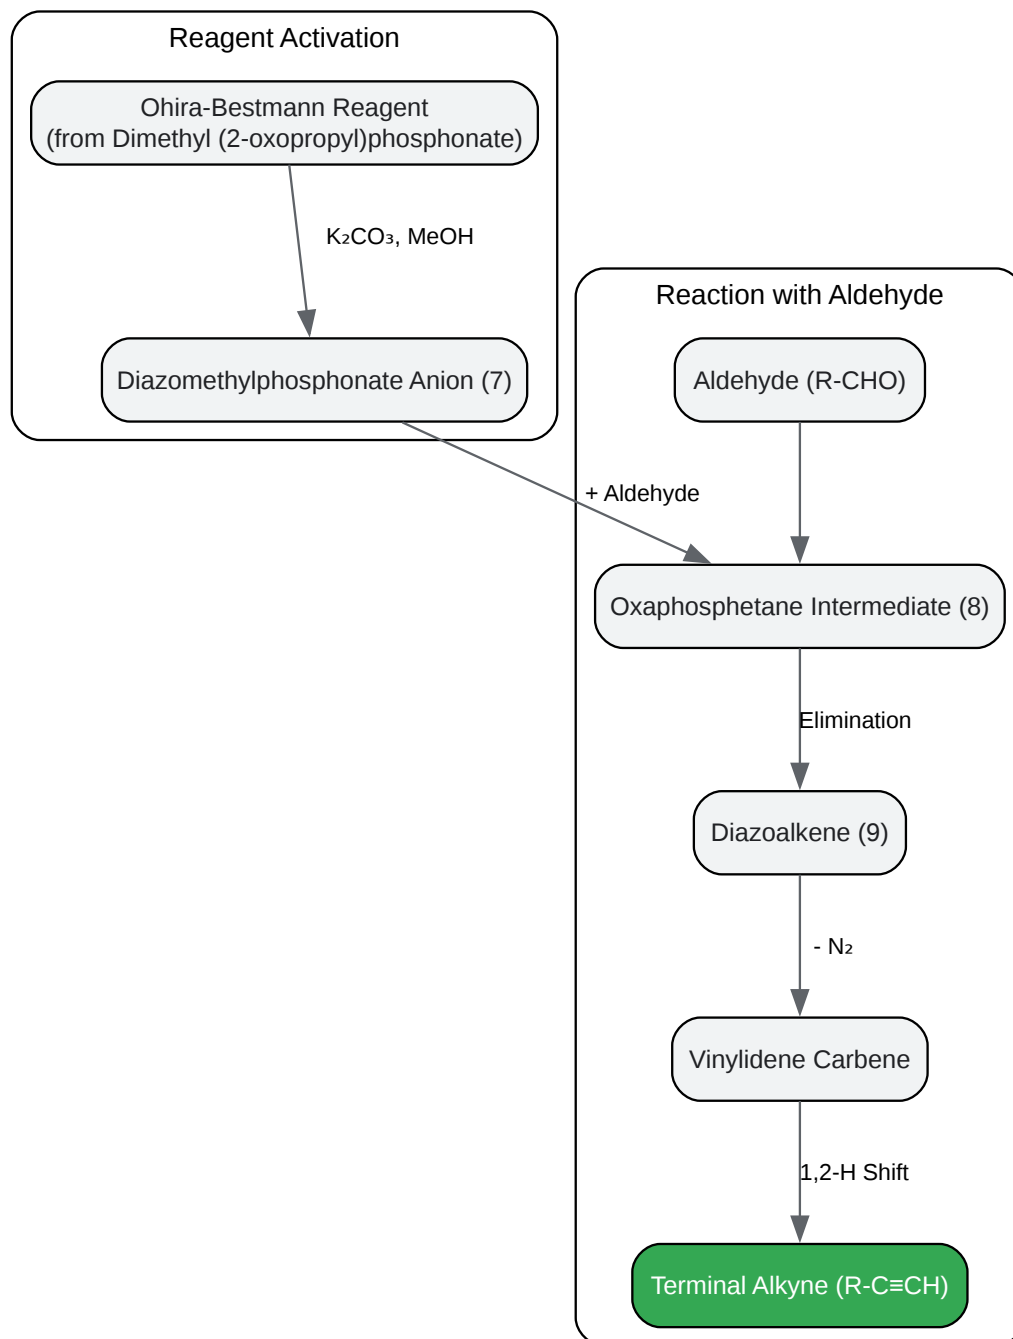 Reagent Activation
Ohira-Bestmann Reagent
(from Dimethyl (2-oxopropyl)phosphonate)
K₂CO₃, MeOH
Diazomethylphosphonate Anion (7)
Reaction with Aldehyde
Aldehyde (R-CHO)
+ Aldehyde
Oxaphosphetane Intermediate (8)
Elimination
Diazoalkene (9)
- N₂
Vinylidene Carbene
1,2-H Shift
Terminal Alkyne (R-C≡CH)